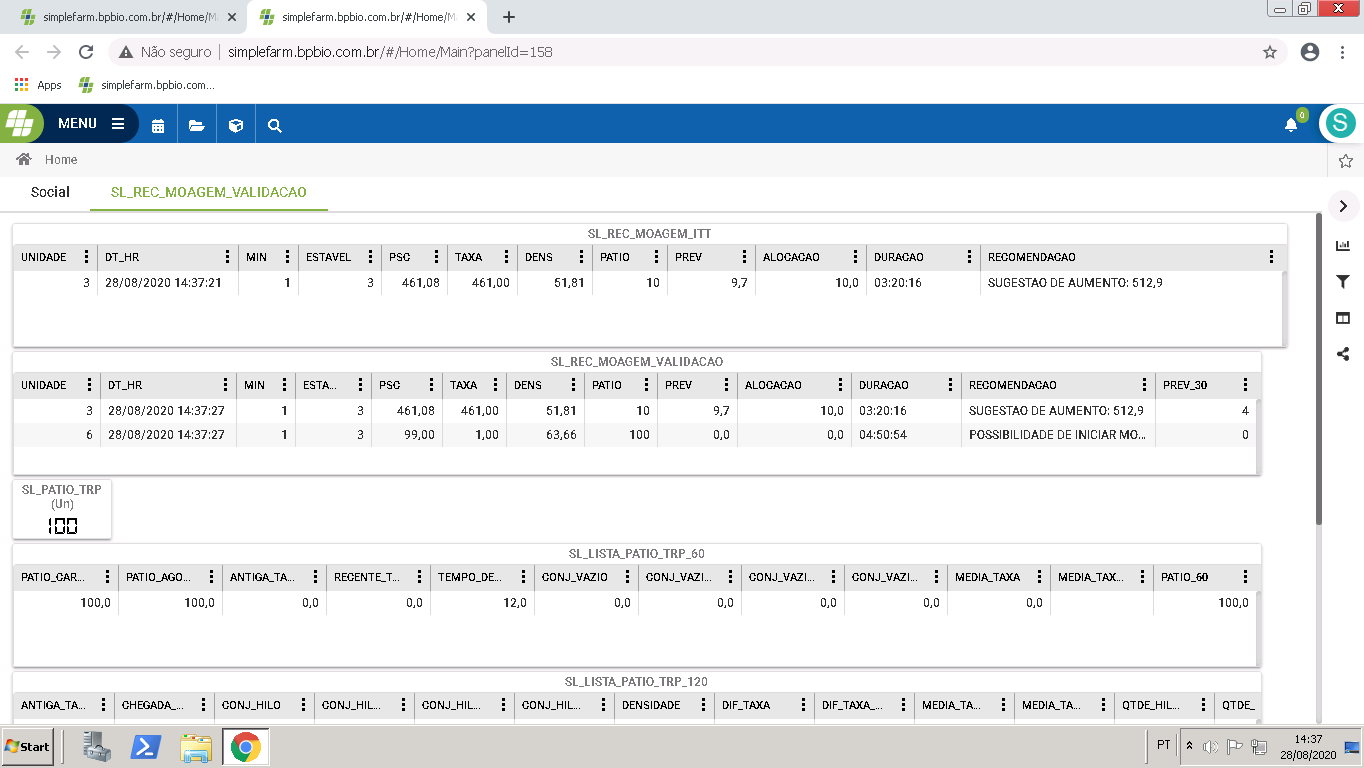 simplefarm.bpbio.com.br/#/Home/M
simplefarm.bpbio.com.br/#/Home/M
Não seguro simplefarm.bpbio.com.br/#/Home/Main?panelId=158
Apps simplefarm.bpbio.com...
MENU 0 S
Home
Social SL_REC_MOAGEM_VALIDACAO
SL_REC_MOAGEM_ITT
UNIDADE DT_HR MIN ESTAVEL PSC TAXA DENS PATIO PREV ALOCACAO DURACAO RECOMENDACAO
3 28/08/2020 14:37:21 1 3 461,08 461,00 51,81 10 9,7 10,0 03:20:16 SUGESTAO DE AUMENTO: 512,9
SL_REC_MOAGEM_VALIDACAO
UNIDADE DT_HR MIN ESTA... PSC TAXA DENS PATIO PREV ALOCACAO DURACAO RECOMENDACAO PREV_30
3 28/08/2020 14:37:27 1 3 461,08 461,00 51,81 10 9,7 10,0 03:20:16 SUGESTAO DE AUMENTO: 512,9 4
6 28/08/2020 14:37:27 1 3 99,00 1,00 63,66 100 0,0 0,0 04:50:54 POSSIBILIDADE DE INICIAR MO... 0
SL_PATIO_TRP
(Un)
100
SL_LISTA_PATIO_TRP_60
PATIO_CAR... PATIO_AGO... ANTIGA_TA... RECENTE_T... TEMPO_DE... CONJ_VAZIO CONJ_VAZI... CONJ_VAZI... CONJ_VAZI... MEDIA_TAXA MEDIA_TAX... PATIO_60
100,0 100,0 0,0 0,0 12,0 0,0 0,0 0,0 0,0 0,0 100,0
SL_LISTA_PATIO_TRP_120
ANTIGA_TA... CHEGADA_... CONJ_HILO CONJ_HIL... CONJ_HIL... CONJ_HIL... DENSIDADE DIF_TAXA DIF_TAXA_... MEDIA_TA... MEDIA_TA... QTDE_HIL... QTDE_
Start PT 14:37
28/08/2020